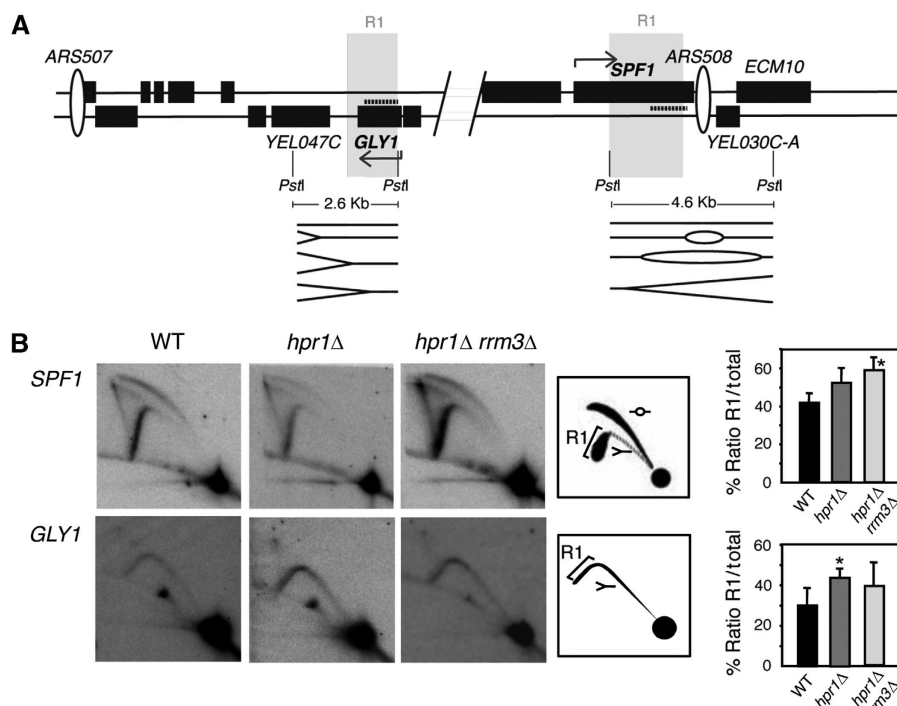 A
R1
R1
ARS507
ARS508
SPF1
ECM10
YEL047C
GLY1
YEL030C-A
PstI
PstI
PstI
PstI
2.6 Kb
4.6 Kb
B
WT
hpr1Δ
hpr1Δ rrm3Δ
SPF1
R1
% Ratio R1/total
60
40
20
0
*
WT
hpr1Δ
hpr1Δ
rrm3Δ
GLY1
R1
% Ratio R1/total
60
40
20
0
*
WT
hpr1Δ
hpr1Δ
rm3Δ